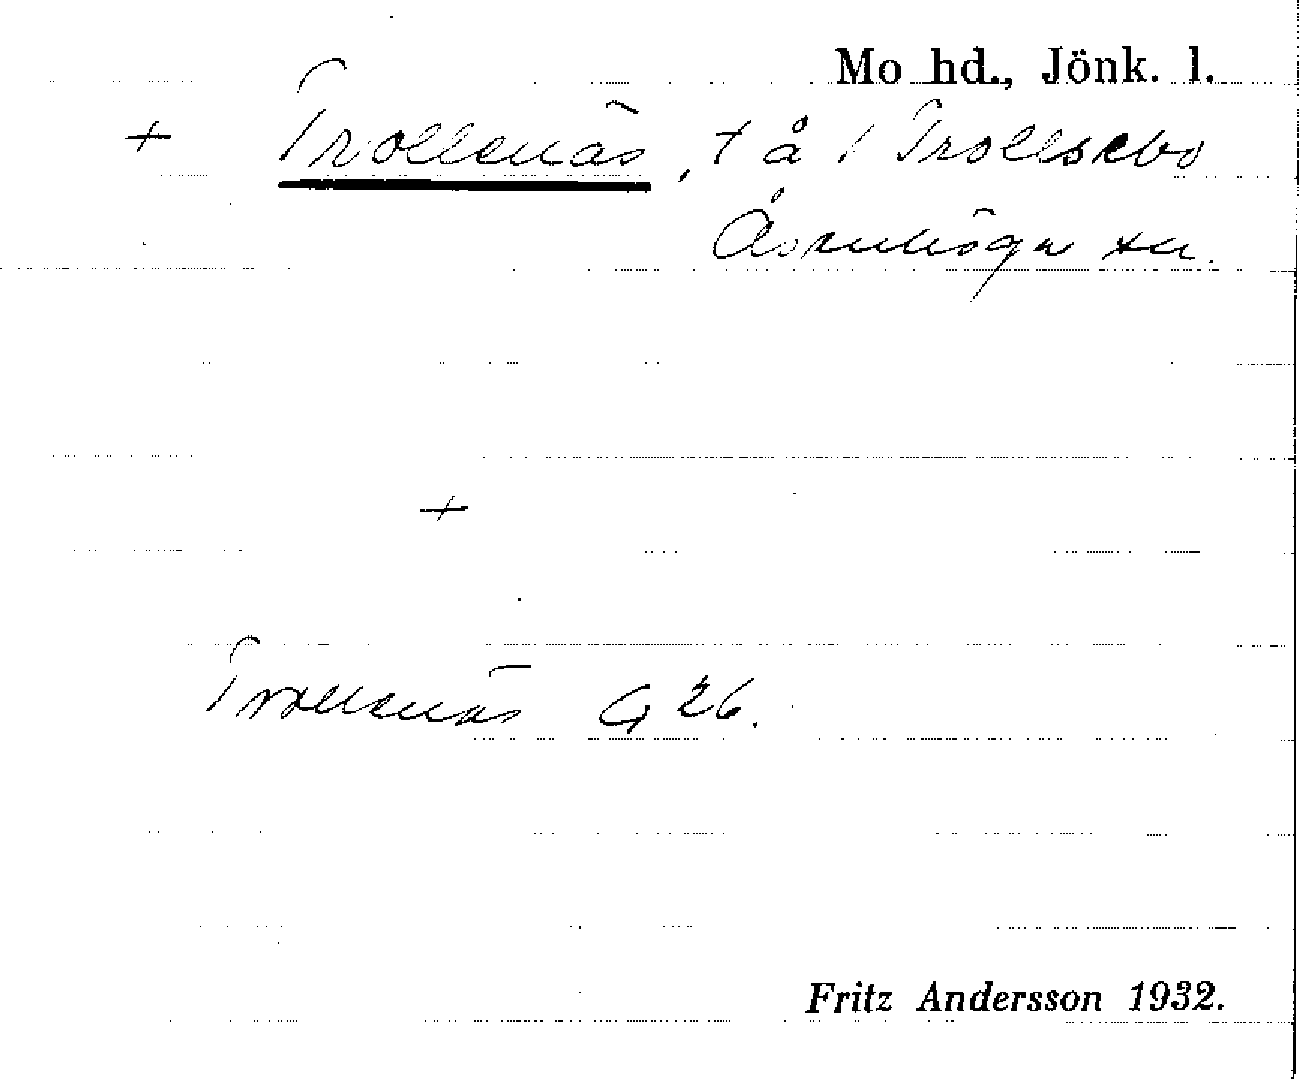 Mo hd., Jönk. l.
+ Trollenäs, † å / Trollsebo
Åsenhöga sn.
+
Trollenäs G 26.
Fritz Andersson 1932.